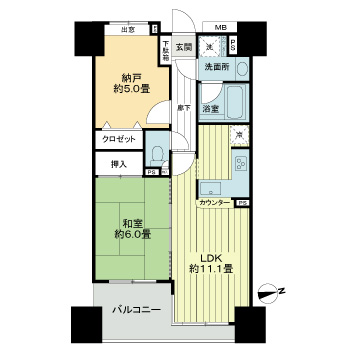 MB
出窓
下駄箱
玄関
洗
PS
洗面所
納戸
約5.0畳
廊下
浴室
クロゼット
冷
押入
PS
カウンター
PS
和室
約6.0畳
LDK
約11.1畳
バルコニー
N